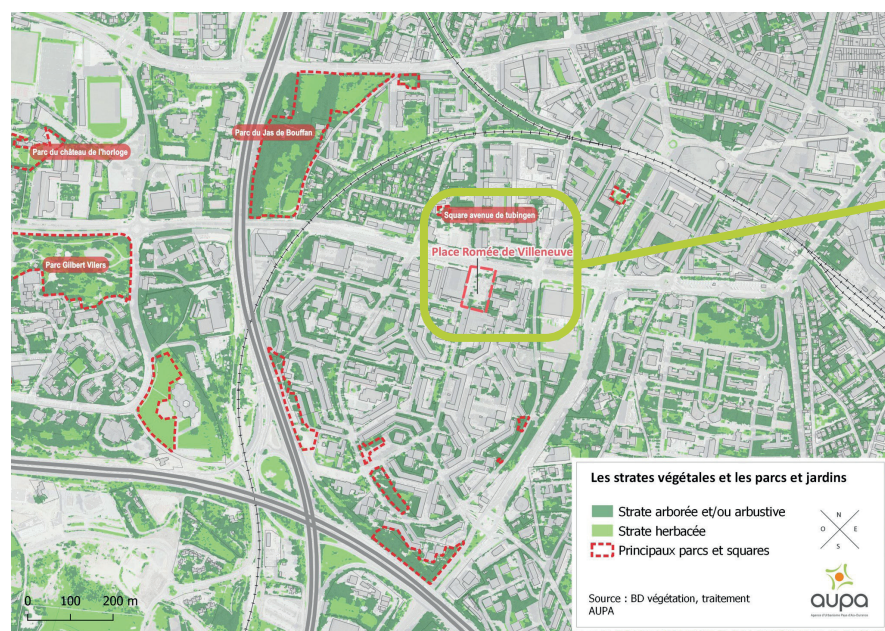 Parc du Jas de Bouffan
Parc du château de l'horloge
Square avenue de tubingen
Place Romée de Villeneuve
Parc Gilbert Vilers
Les strates végétales et les parcs et jardins
Strate arborée et/ou arbustive
Strate herbacée
Principaux parcs et squares
N
O
E
S
Source : BD végétation, traitement
AUPA
aupa
0 100 200 m